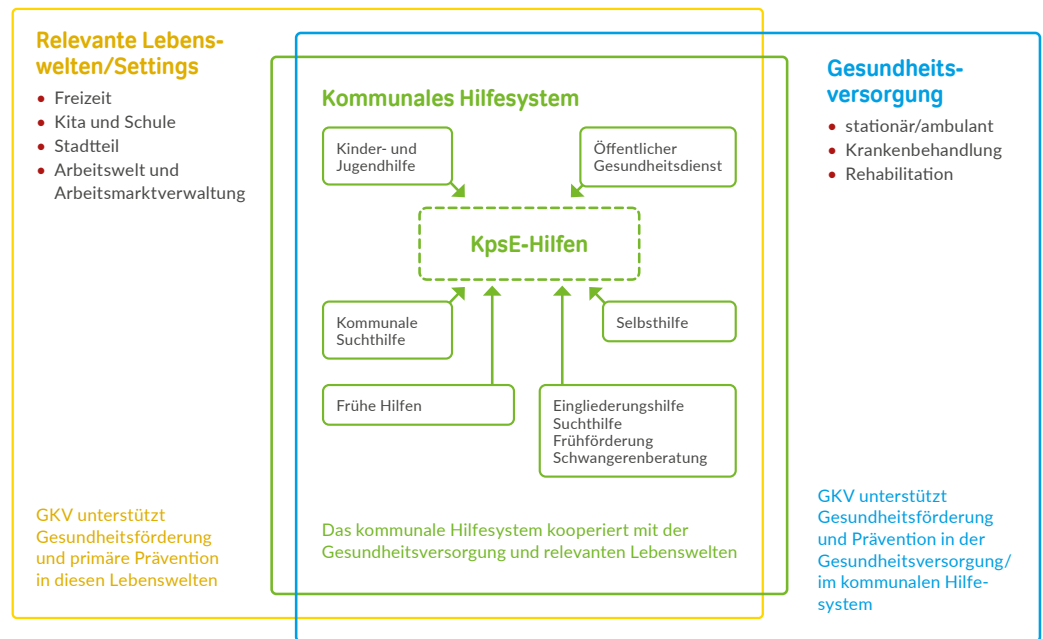 Relevante Lebens-
welten/Settings
• Freizeit
• Kita und Schule
• Stadtteil
• Arbeitswelt und
Arbeitsmarktverwaltung
GKV unterstützt
Gesundheitsförderung
und primäre Prävention
in diesen Lebenswelten
Kommunales Hilfesystem
Kinder- und
Jugendhilfe
Öffentlicher
Gesundheitsdienst
KpsE-Hilfen
Kommunale
Suchthilfe
Selbsthilfe
Frühe Hilfen
Eingliederungshilfe
Suchthilfe
Frühförderung
Schwangerenberatung
Das kommunale Hilfesystem kooperiert mit der
Gesundheitsversorgung und relevanten Lebenswelten
Gesundheits-
versorgung
• stationär/ambulant
• Krankenbehandlung
• Rehabilitation
GKV unterstützt
Gesundheitsförderung
und Prävention in der
Gesundheitsversorgung/
im kommunalen Hilfe-
system